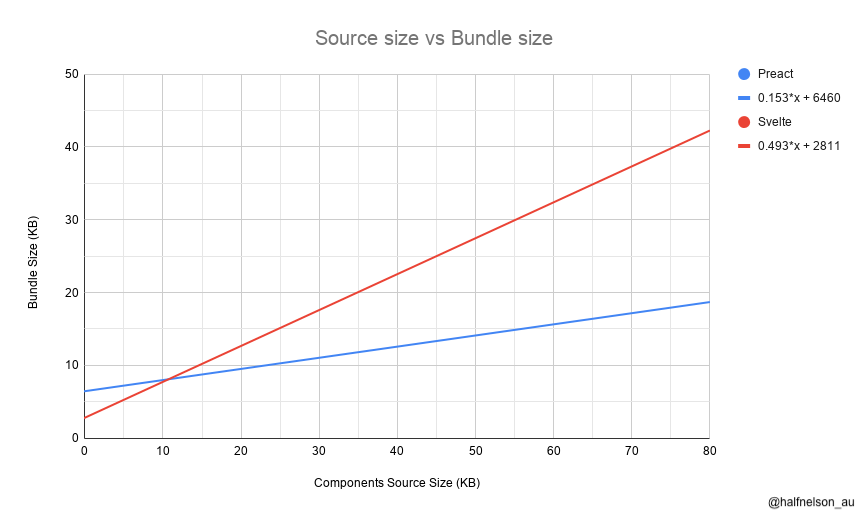 Source size vs Bundle size
Preact
0.153*x + 6460
Svelte
0.493*x + 2811
Bundle Size (KB)
50
40
30
20
10
0
0 10 20 30 40 50 60 70 80
Components Source Size (KB)
@halfnelson_au